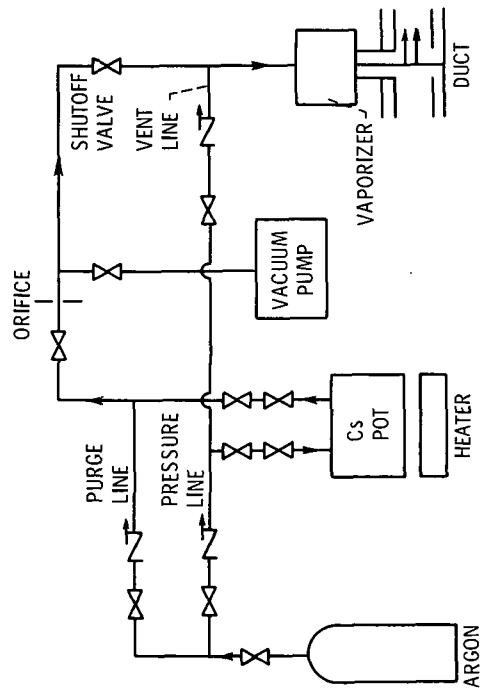 ORIFICE
SHUTOFF
VALVE
VENT
LINE
PURGE
LINE
PRESSURE
LINE
VACUUM
PUMP
VAPORIZER
DUCT
Cs
POT
HEATER
ARGON